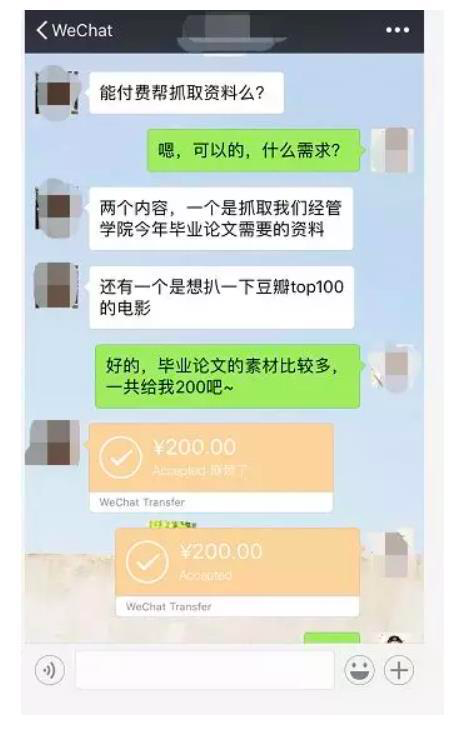 WeChat
能付费帮抓取资料么?
嗯，可以的，什么需求?
两个内容，一个是抓取我们经管
学院今年毕业论文需要的资料
还有一个是想扒一下豆瓣top100
的电影
好的，毕业论文的素材比较多，
一共给我200吧~
¥200.00
Accepted-麻烦了
WeChat Transfer
¥200.00
Accepted
WeChat Transfer